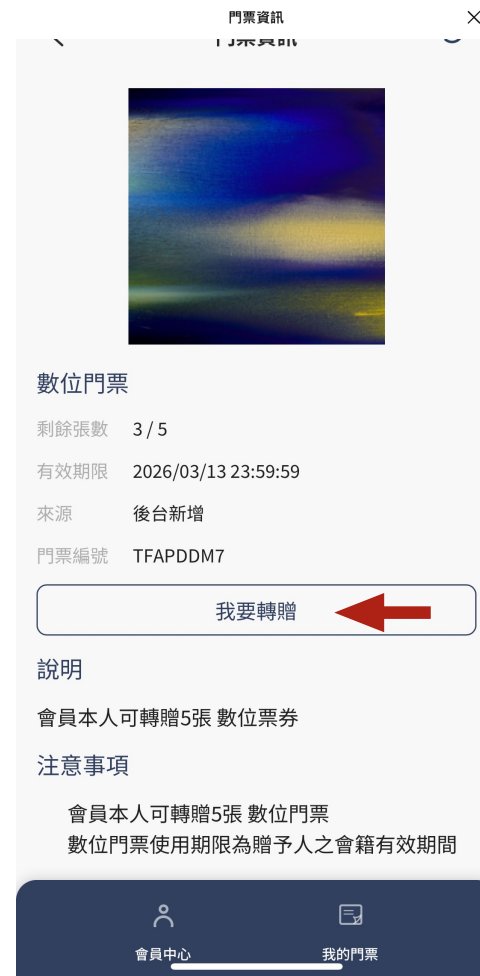 門票資訊
門票資訊
數位門票
剩餘張數 3 / 5
有效期限 2026/03/13 23:59:59
來源 後台新增
門票編號 TFAPDDM7
我要轉贈
說明
會員本人可轉贈5張 數位票券
注意事項
會員本人可轉贈5張 數位門票
數位門票使用期限為贈予人之會籍有效期間
會員中心 我的門票